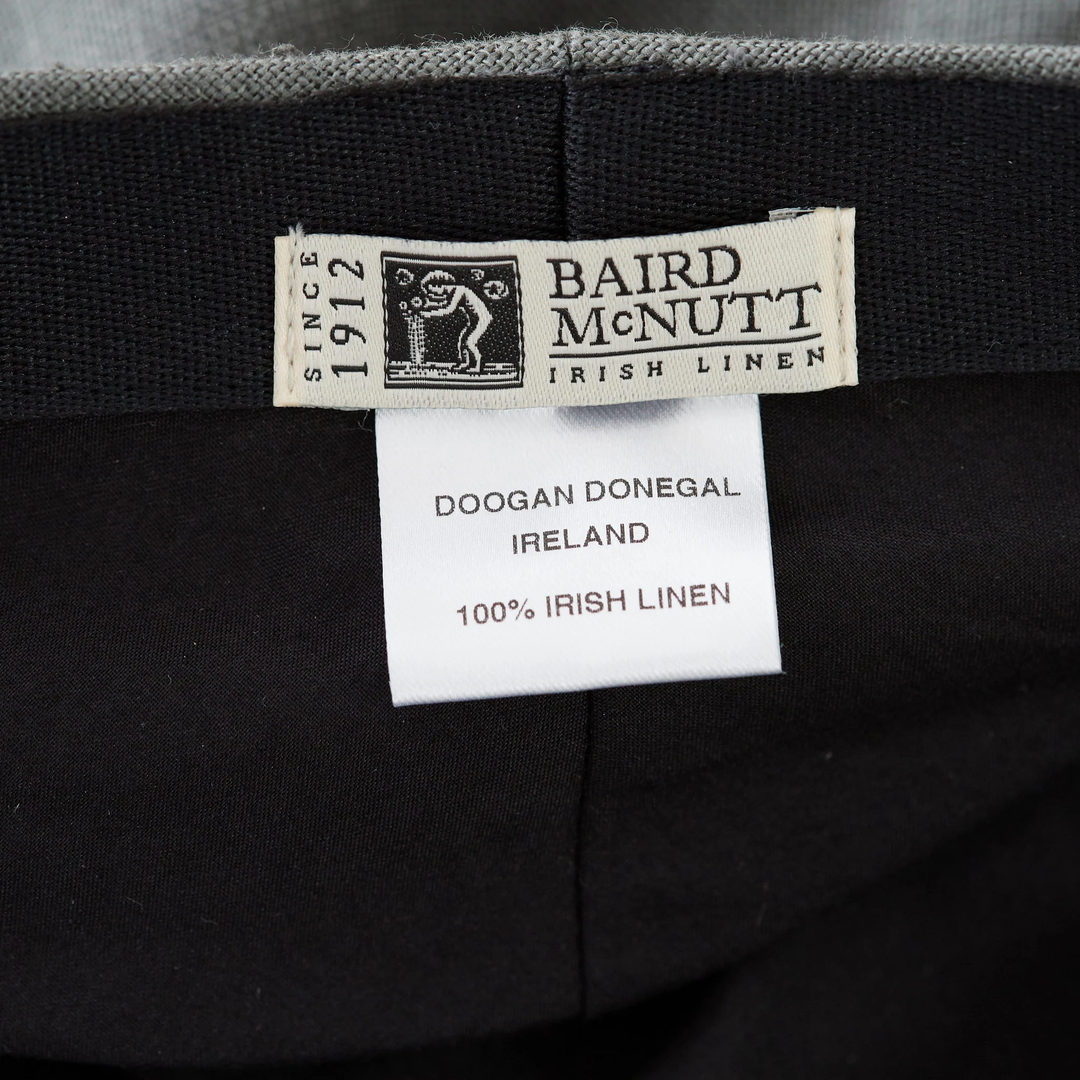 SINCE
1912
BAIRD
McNUTT
IRISH LINEN
DOOGAN DONEGAL
IRELAND
100% IRISH LINEN